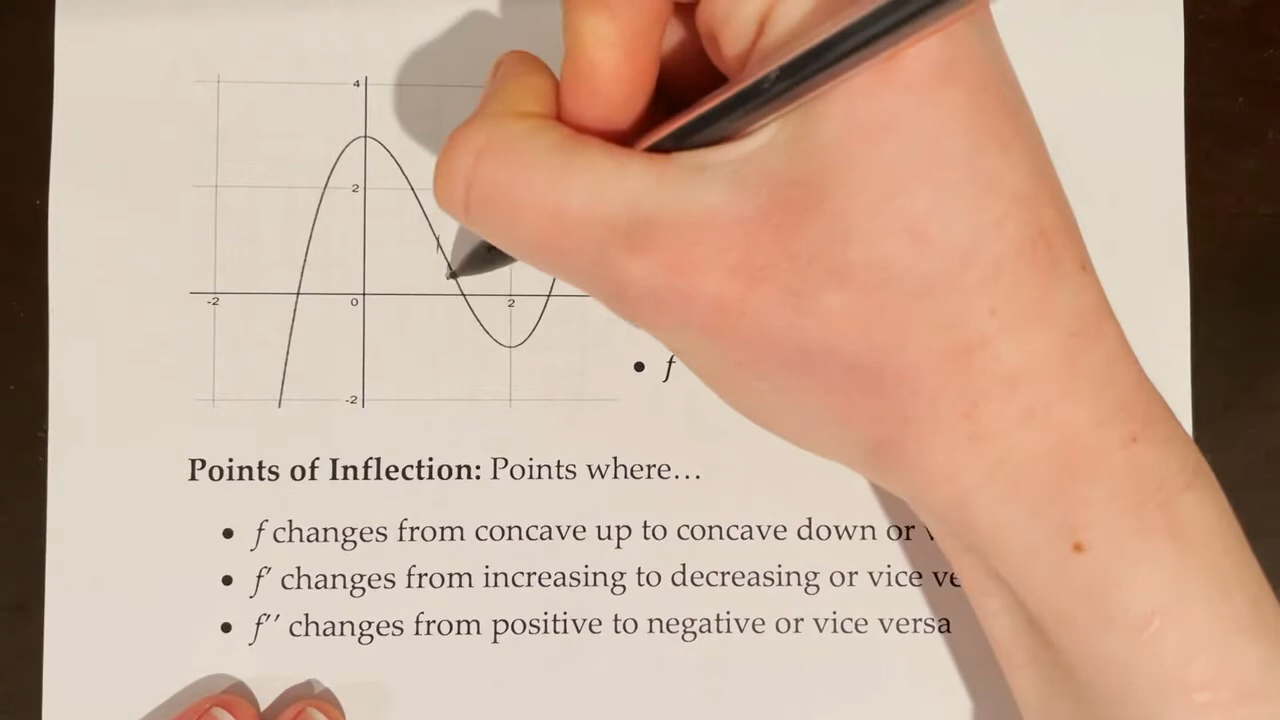 4
2
-2 0 2
-2
• f
Points of Inflection: Points where…
• f changes from concave up to concave down or
• f′ changes from increasing to decreasing or vice
• f′′ changes from positive to negative or vice versa